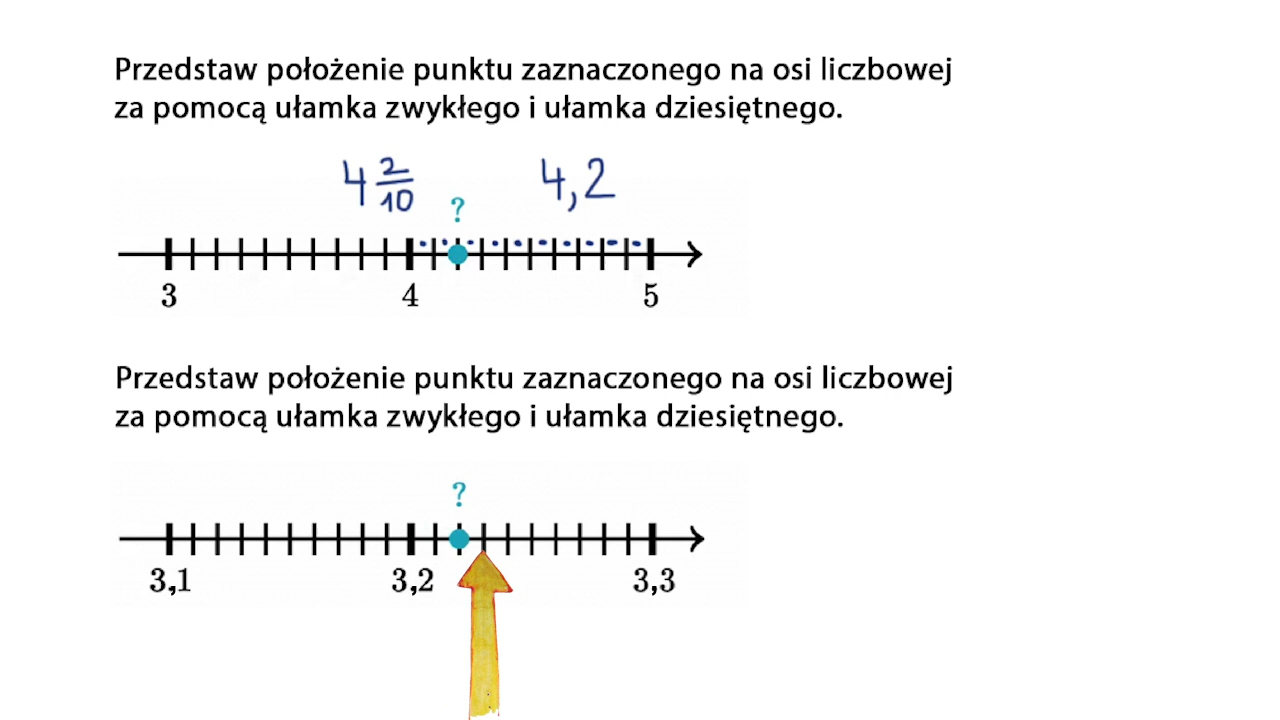 Przedstaw położenie punktu zaznaczonego na osi liczbowej
za pomocą ułamka zwykłego i ułamka dziesiętnego.
4 2/10 4,2
?
3 4 5
Przedstaw położenie punktu zaznaczonego na osi liczbowej
za pomocą ułamka zwykłego i ułamka dziesiętnego.
?
3,1 3,2 3,3